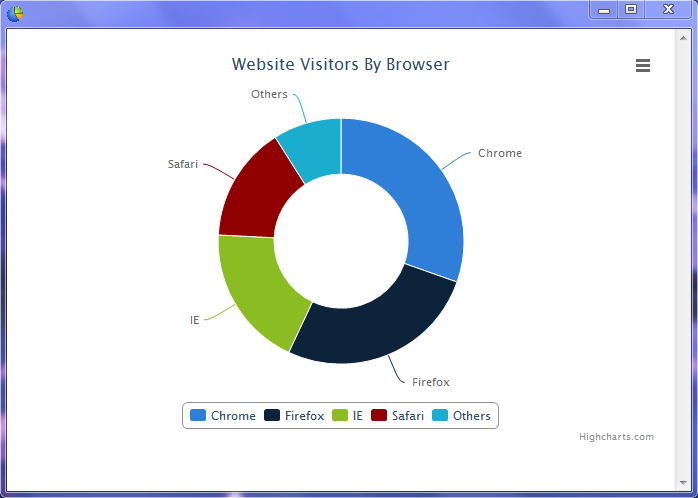 Website Visitors By Browser
Others
Chrome
Safari
IE
Firefox
Chrome Firefox IE Safari Others
Highcharts.com